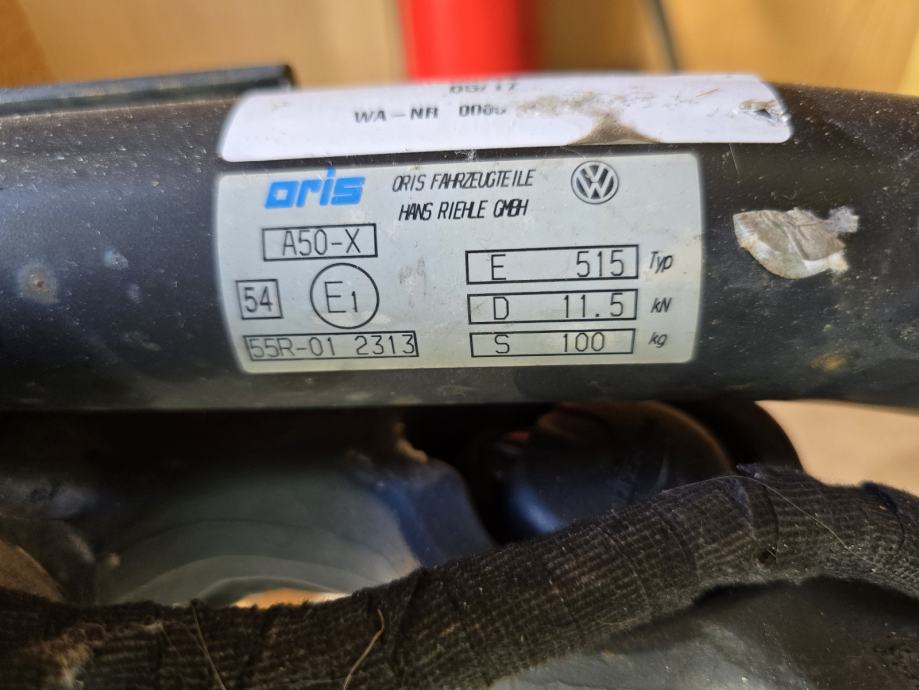 WA-NR
oris ORIS FAHRZEUGTEILE
HANS RIEHLE GMBH
A50-X
54 E1
55R-01 2313
E 515 Typ
D 11.5 kN
S 100 kg